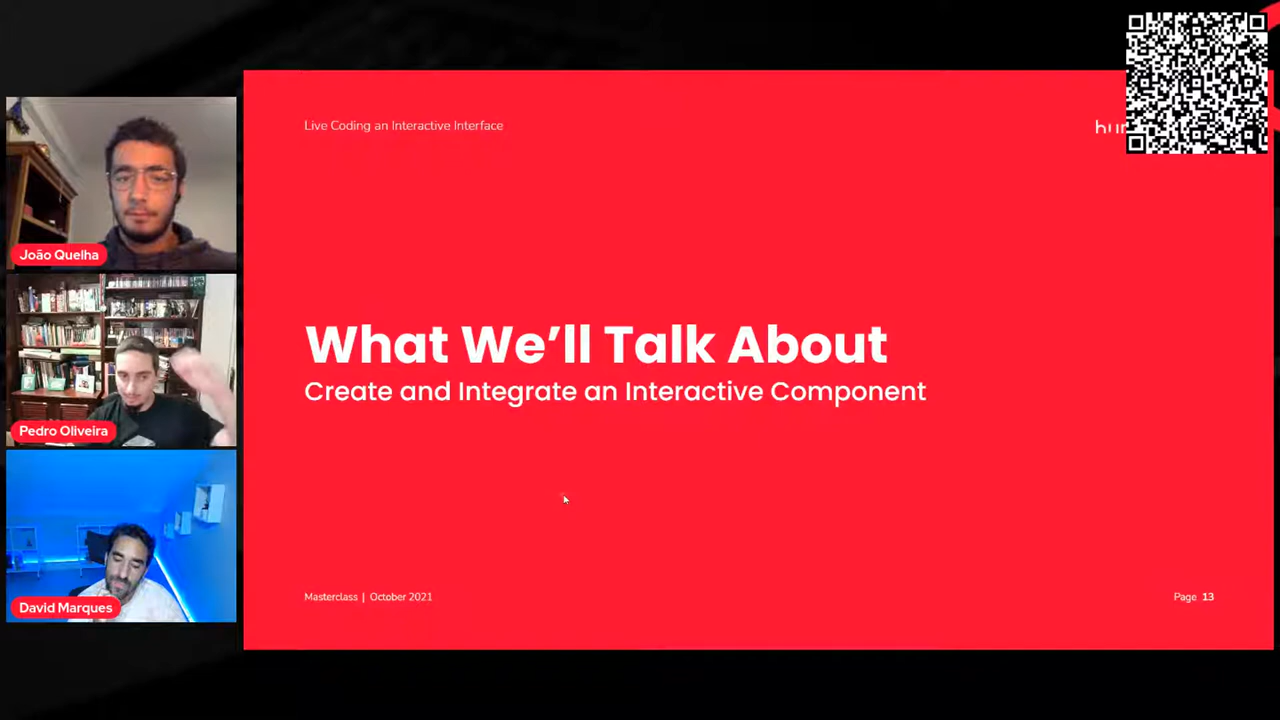 João Quelha
Pedro Oliveira
David Marques
Live Coding an Interactive Interface
What We'll Talk About
Create and Integrate an Interactive Component
Masterclass | October 2021
Page 13